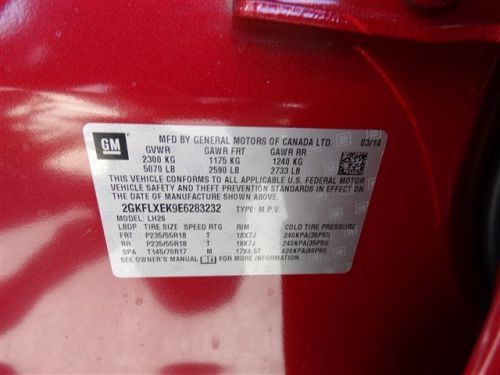 GM
MFD BY GENERAL MOTORS OF CANADA LTD. 03/14
GVWR GAWR FRT GAWR RR
2300 KG 1175 KG 1240 KG
5070 LB 2590 LB 2733 LB
THIS VEHICLE CONFORMS TO ALL APPLICABLE U.S. FEDERAL MOTOR
VEHICLE SAFETY AND THEFT PREVENTION STANDARDS IN EFFECT ON
THE DATE OF MANUFACTURE SHOWN ABOVE.
2GKFLXEK9E6283232 TYPE: M.P.V.
MODEL: LH26
LBDP TIRE SIZE SPEED RTG RIM COLD TIRE PRESSURE
FRT P235/55R18 T 18X7J 240KPA(35PSI)
RR P235/55R18 T 18X7J 240KPA(35PSI)
SPA T145/70R17 M 17X4.5T 420KPA(60PSI)
SEE OWNER'S MANUAL FOR MORE INFORMATION.